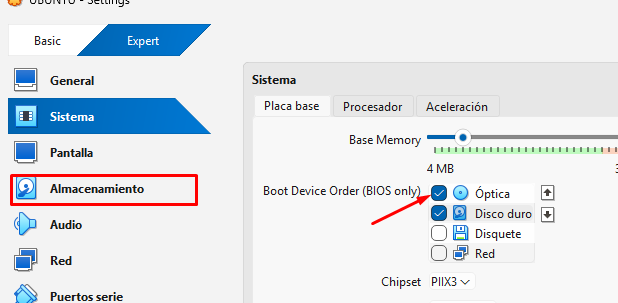 UBUNTU - Settings
Basic
Expert
General
Sistema
Pantalla
Almacenamiento
Audio
Red
Puertos serie
Sistema
Placa base
Procesador
Aceleración
Base Memory
4 MB
Boot Device Order (BIOS only)
Óptica
Disco duro
Disquete
Red
Chipset
PIIX3